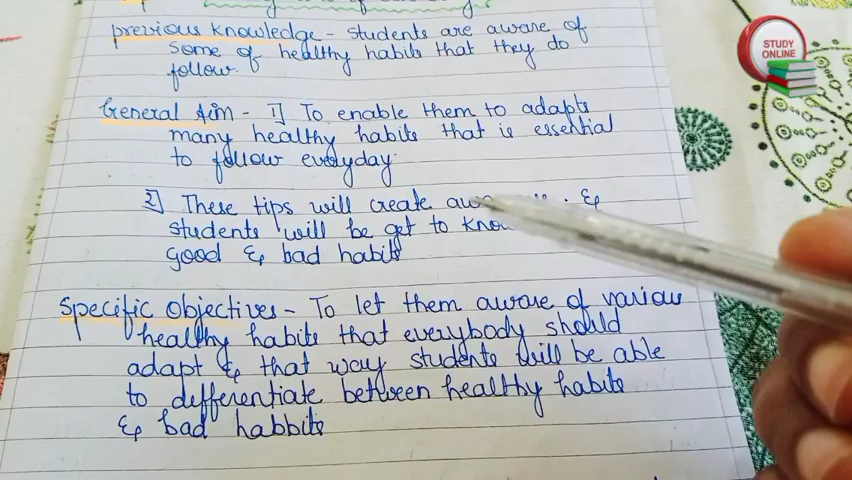 previous knowledge - students are aware of
some of healthy habits that they do
follow.
General Aim - 1] To enable them to adapts
many healthy habits that is essential
to follow everyday.
2] These tips will create &
students will be get to
good & bad habits
Specific Objectives - To let them aware of various
healthy habits that everybody should
adapt & that way students will be able
to differentiate between healthy habits
& bad habbits
STUDY
ONLINE